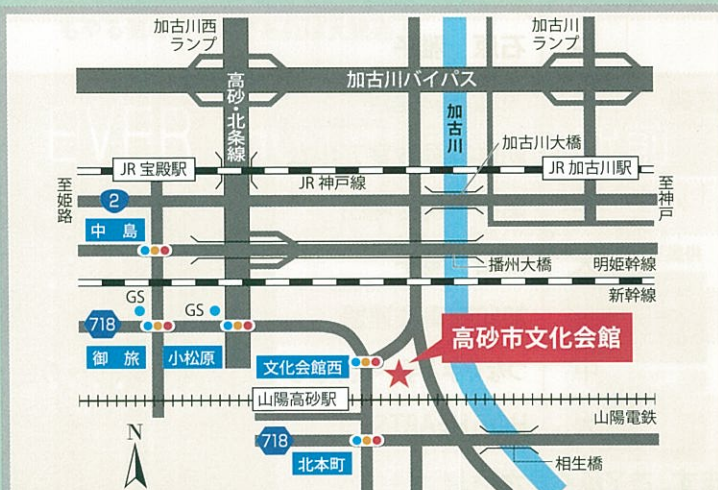 加古川西
ランプ
加古川
ランプ
加古川バイパス
高砂・北条線
加古川
加古川大橋
JR 宝殿駅
JR 加古川駅
JR 神戸線
至姫路
至神戸
2
中 島
播州大橋
明姫幹線
新幹線
GS
GS
718
高砂市文化会館
御 旅
小松原
文化会館西
山陽高砂駅
山陽電鉄
N
718
北本町
相生橋